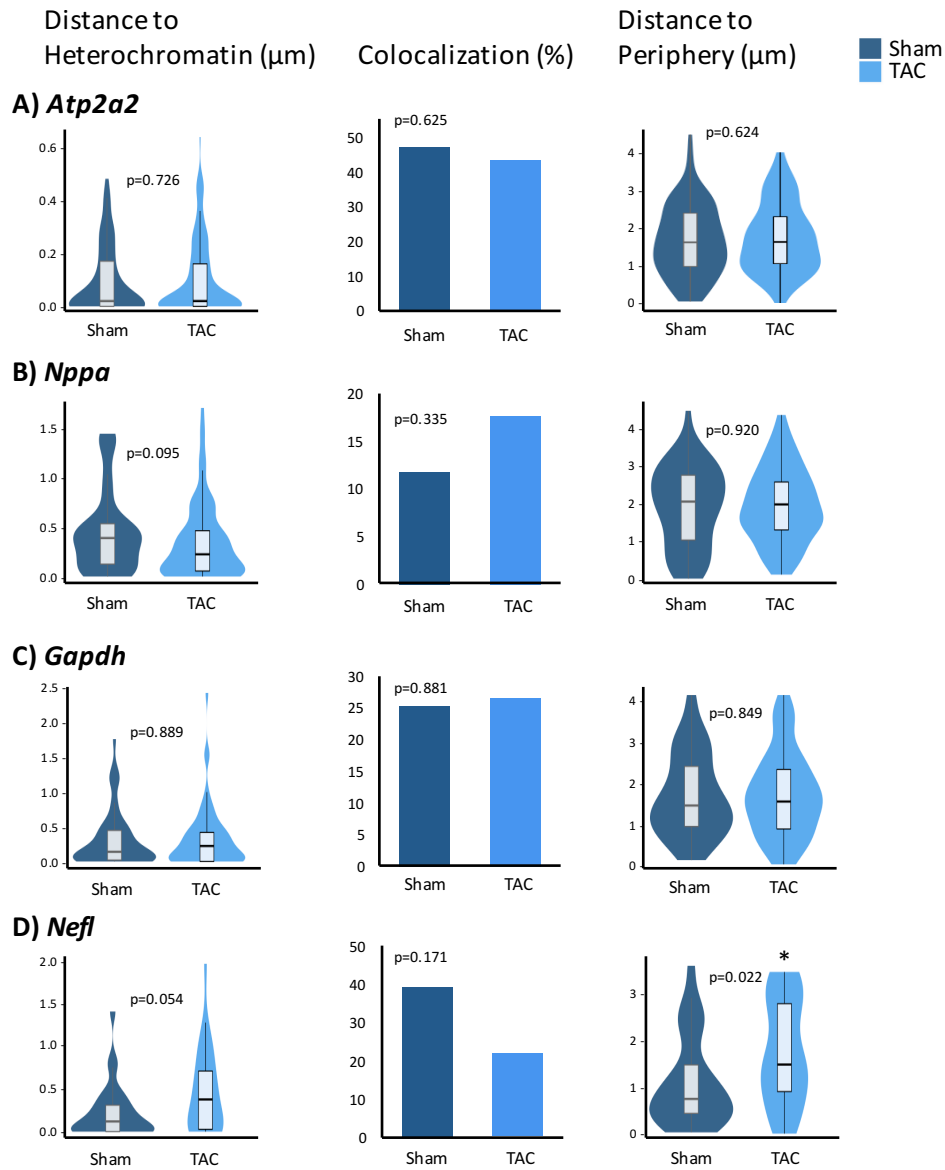 Distance to
Heterochromatin (μm)
Colocalization (%)
Distance to
Periphery (μm)
Sham
TAC
A) Atp2a2
0.6
0.4
0.2
0.0
p=0.726
Sham TAC
50
40
30
20
10
0
p=0.625
Sham TAC
4
3
2
1
0
p=0.624
Sham TAC
B) Nppa
1.5
1.0
0.5
0.0
p=0.095
Sham TAC
20
15
10
5
0
p=0.335
Sham TAC
4
3
2
1
0
p=0.920
Sham TAC
C) Gapdh
2.5
2.0
1.5
1.0
0.5
0.0
p=0.889
Sham TAC
30
25
20
15
10
5
0
p=0.881
Sham TAC
4
3
2
1
0
p=0.849
Sham TAC
D) Nefl
2.0
1.5
1.0
0.5
0.0
p=0.054
Sham TAC
50
40
30
20
10
0
p=0.171
Sham TAC
3
2
1
0
p=0.022
*
Sham TAC